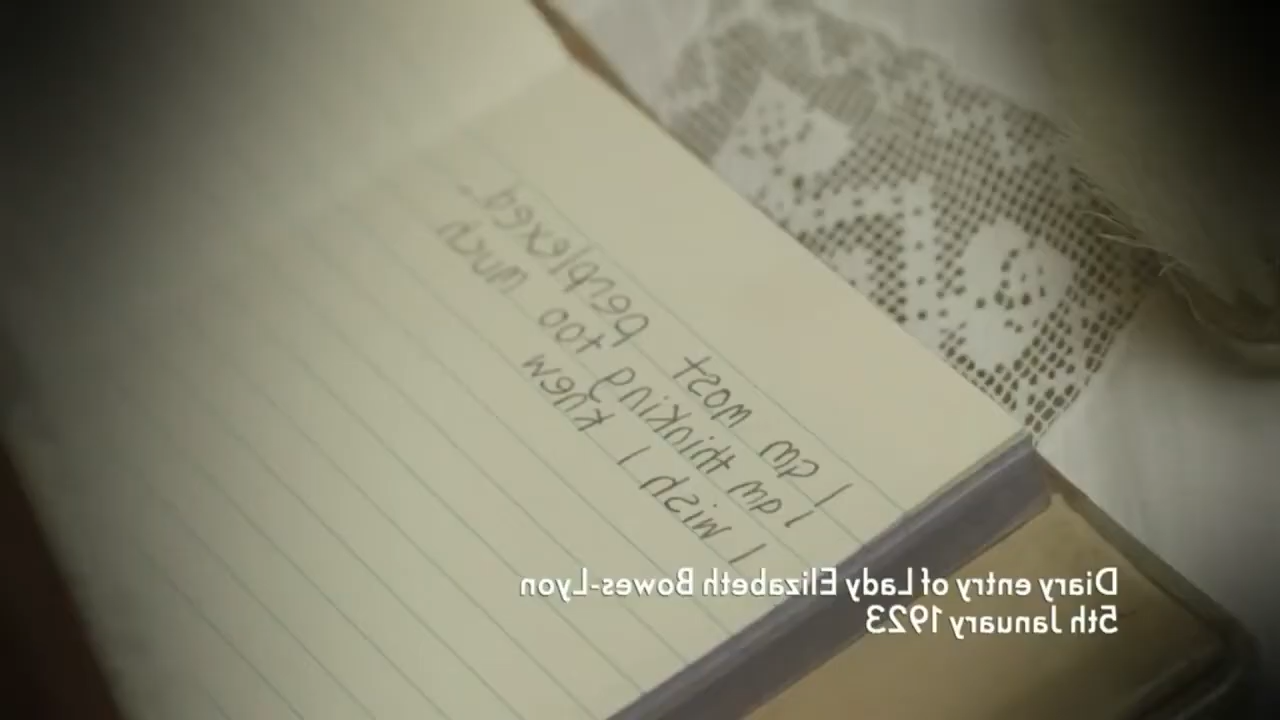 I am most perplexed..
I am thinking too much
I wish I knew
Diary entry of Lady Elizabeth Bowes-Lyon
5th January 1923